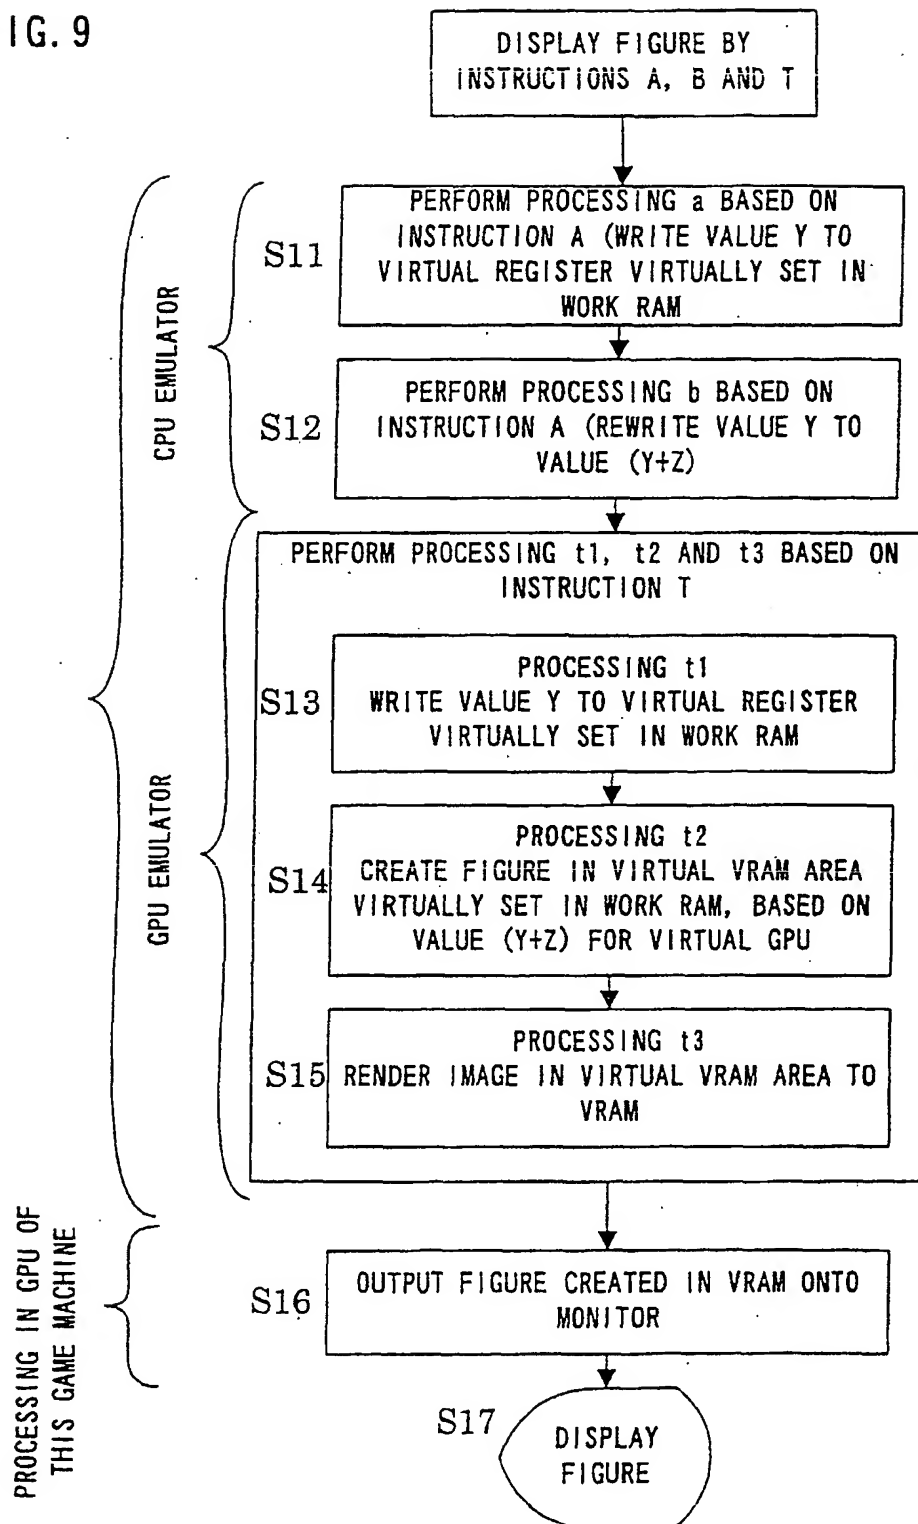 IG. 9
DISPLAY FIGURE BY
INSTRUCTIONS A, B AND T
CPU EMULATOR
S11
PERFORM PROCESSING a BASED ON
INSTRUCTION A (WRITE VALUE Y TO
VIRTUAL REGISTER VIRTUALLY SET IN
WORK RAM
S12
PERFORM PROCESSING b BASED ON
INSTRUCTION A (REWRITE VALUE Y TO
VALUE (Y+Z)
GPU EMULATOR
PERFORM PROCESSING t1, t2 AND t3 BASED ON
INSTRUCTION T
S13
PROCESSING t1
WRITE VALUE Y TO VIRTUAL REGISTER
VIRTUALLY SET IN WORK RAM
S14
PROCESSING t2
CREATE FIGURE IN VIRTUAL VRAM AREA
VIRTUALLY SET IN WORK RAM, BASED ON
VALUE (Y+Z) FOR VIRTUAL GPU
S15
PROCESSING t3
RENDER IMAGE IN VIRTUAL VRAM AREA TO
VRAM
PROCESSING IN GPU OF
THIS GAME MACHINE
S16
OUTPUT FIGURE CREATED IN VRAM ONTO
MONITOR
S17
DISPLAY
FIGURE